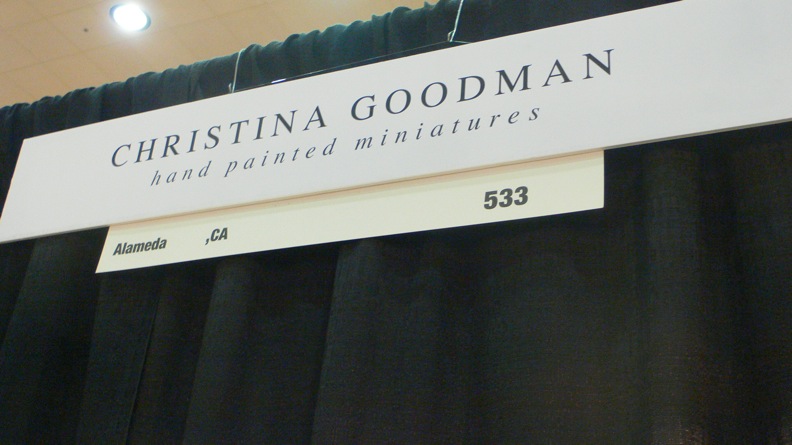 CHRISTINA GOODMAN
hand painted miniatures
Alameda ,CA 533